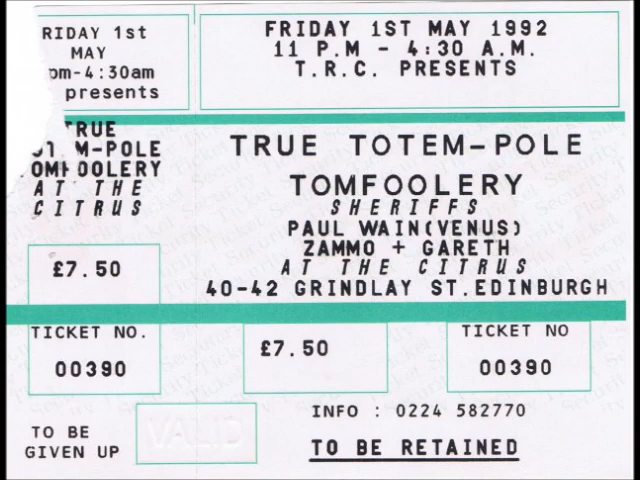 RIDAY 1st
MAY
pm-4:30am
presents
TRUE
M-POLE
OOLERY
AT THE
CITRUS
£7.50
TICKET NO.
00390
TO BE
GIVEN UP
VALID
FRIDAY 1ST MAY 1992
11 P.M - 4:30 A.M.
T.R.C. PRESENTS
TRUE TOTEM-POLE
TOMFOOLERY
SHERIFFS
PAUL WAIN(VENUS)
ZAMMO + GARETH
AT THE CITRUS
40-42 GRINDLAY ST.EDINBURGH
£7.50
TICKET NO
00390
INFO : 0224 582770
TO BE RETAINED